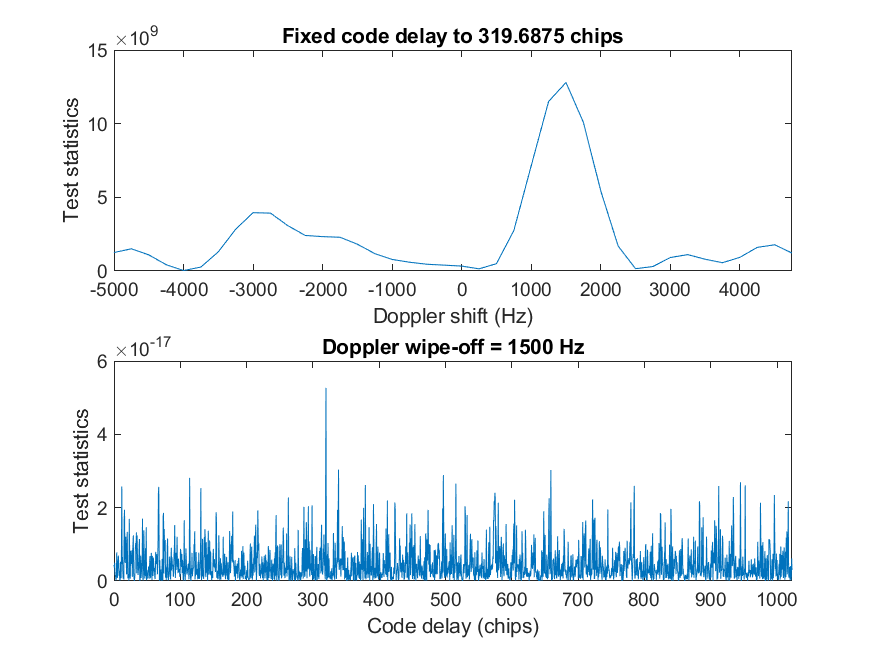 ×10^9
Fixed code delay to 319.6875 chips
15
10
5
0
Test statistics
-5000 -4000 -3000 -2000 -1000 0 1000 2000 3000 4000
Doppler shift (Hz)
×10^-17
Doppler wipe-off = 1500 Hz
6
4
2
0
Test statistics
0 100 200 300 400 500 600 700 800 900 1000
Code delay (chips)